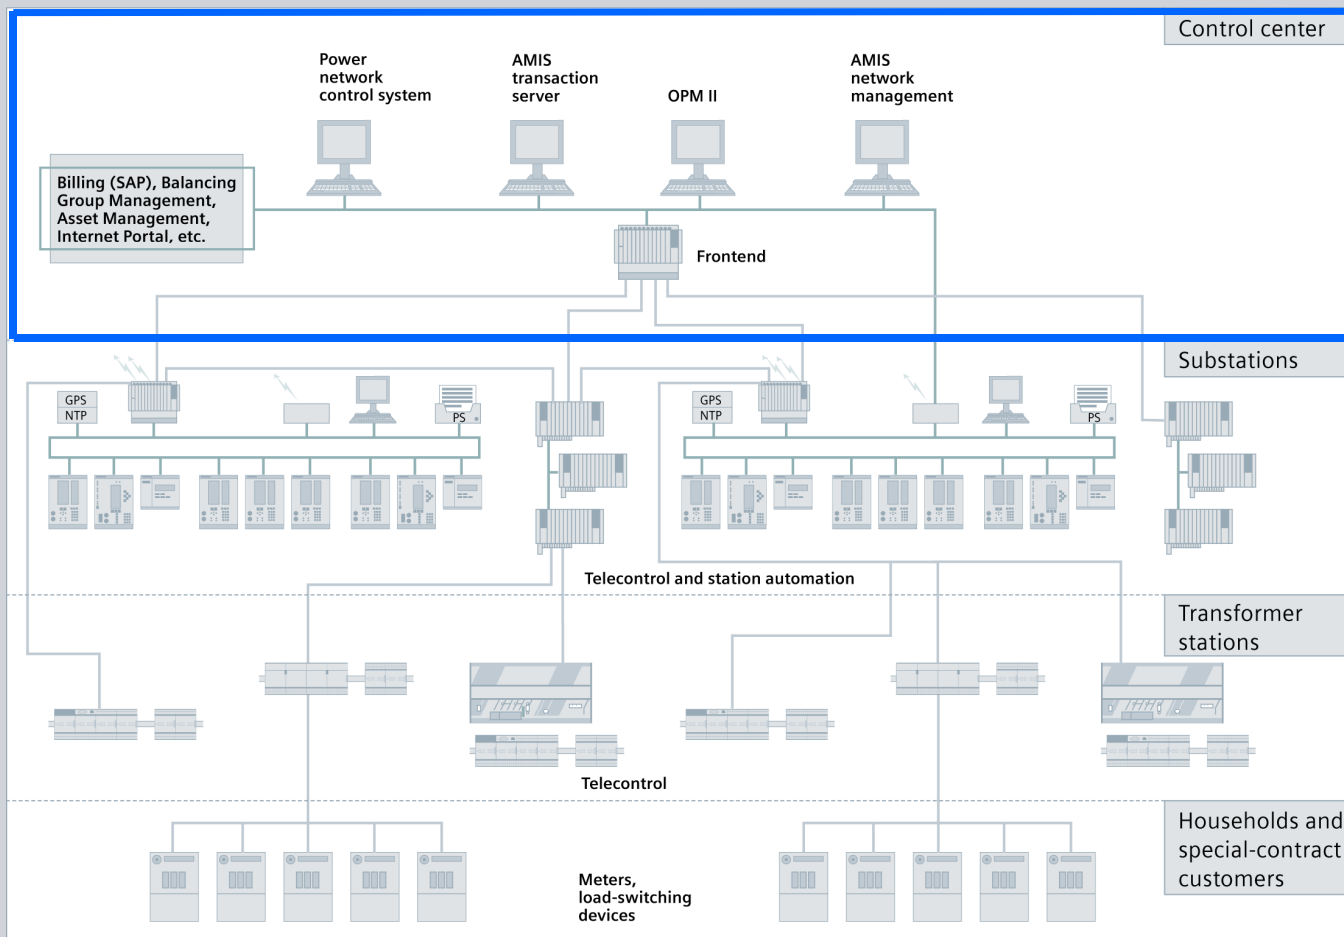 Control center
Power
network
control system
AMIS
transaction
server
OPM II
AMIS
network
management
Billing (SAP), Balancing
Group Management,
Asset Management,
Internet Portal, etc.
Frontend
Substations
GPS
NTP
PS
GPS
NTP
PS
Telecontrol and station automation
Transformer
stations
Telecontrol
Households and
special-contract
customers
Meters,
load-switching
devices